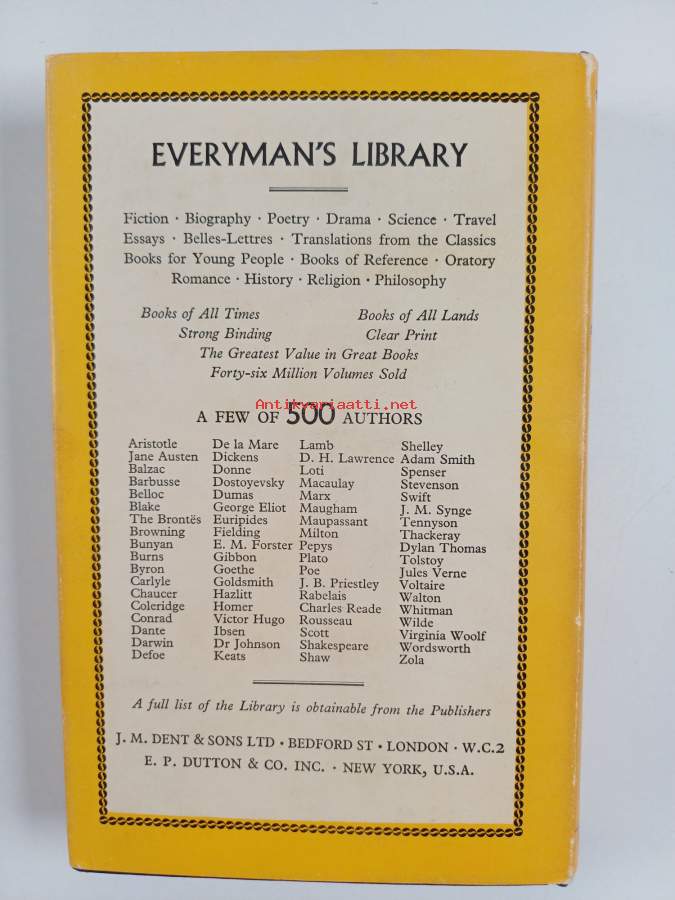 EVERYMAN'S LIBRARY
Fiction · Biography · Poetry · Drama · Science · Travel
Essays · Belles-Lettres · Translations from the Classics
Books for Young People · Books of Reference · Oratory
Romance · History · Religion · Philosophy
Books of All Times Books of All Lands
Strong Binding Clear Print
The Greatest Value in Great Books
Forty-six Million Volumes Sold
Antikvariaatti.net
A FEW OF 500 AUTHORS
Aristotle De la Mare Lamb Shelley
Jane Austen Dickens D. H. Lawrence Adam Smith
Balzac Donne Loti Spenser
Barbusse Dostoyevsky Macaulay Stevenson
Belloc Dumas Marx Swift
Blake George Eliot Maugham J. M. Synge
The Brontës Euripides Maupassant Tennyson
Browning Fielding Milton Thackeray
Bunyan E. M. Forster Pepys Dylan Thomas
Burns Gibbon Plato Tolstoy
Byron Goethe Poe Jules Verne
Carlyle Goldsmith J. B. Priestley Voltaire
Chaucer Hazlitt Rabelais Walton
Coleridge Homer Charles Reade Whitman
Conrad Victor Hugo Rousseau Wilde
Dante Ibsen Scott Virginia Woolf
Darwin Dr Johnson Shakespeare Wordsworth
Defoe Keats Shaw Zola
A full list of the Library is obtainable from the Publishers
J. M. DENT & SONS LTD · BEDFORD ST · LONDON · W.C.2
E. P. DUTTON & CO. INC. · NEW YORK, U.S.A.